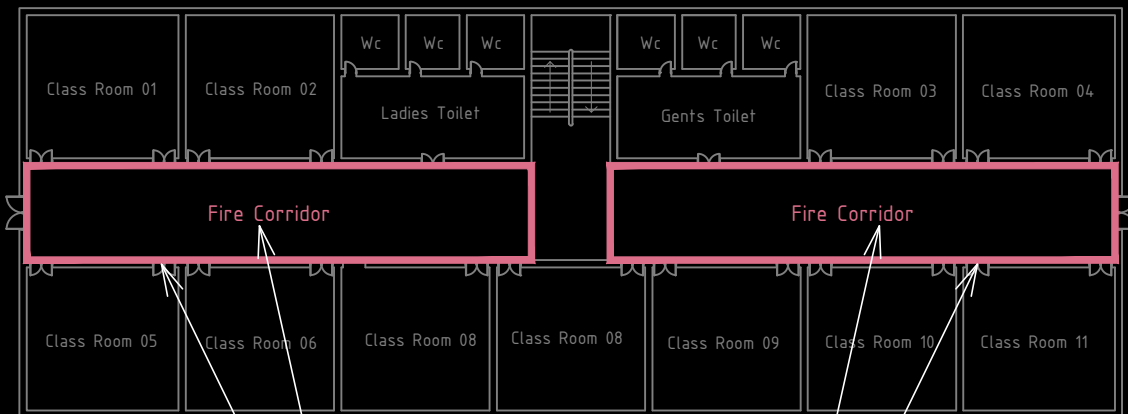 Wc
Wc
Wc
Wc
Wc
Wc
Class Room 01
Class Room 02
Ladies Toilet
Gents Toilet
Class Room 03
Class Room 04
Fire Corridor
Fire Corridor
Class Room 05
Class Room 06
Class Room 08
Class Room 08
Class Room 09
Class Room 10
Class Room 11